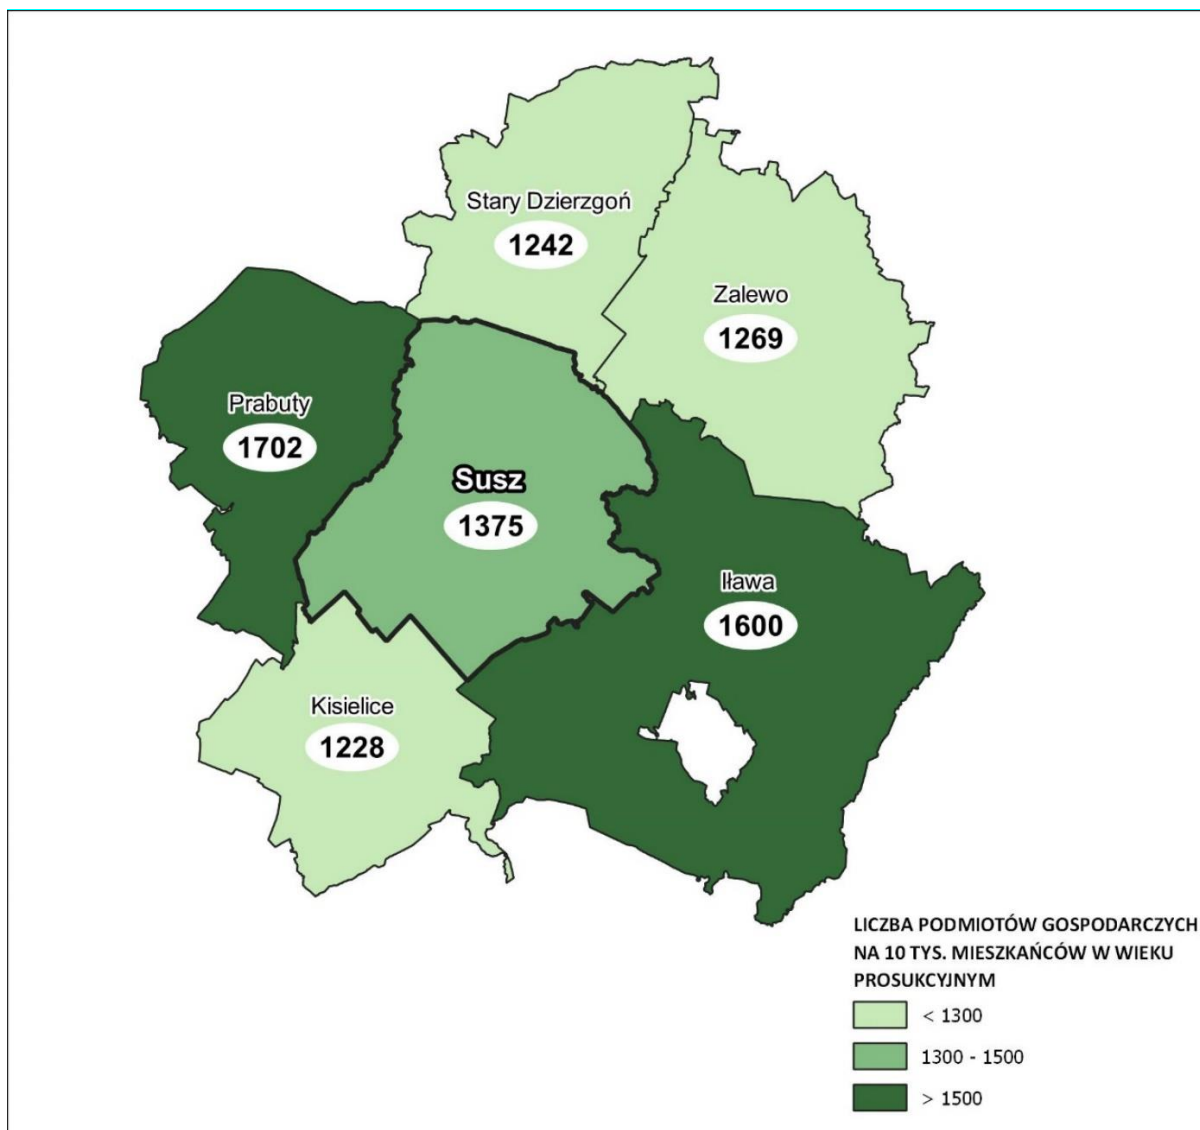 Stary Dzierzgoń
1242
Zalewo
1269
Prabuty
1702
Susz
1375
Iława
1600
Kisielice
1228
LICZBA PODMIOTÓW GOSPODARCZYCH
NA 10 TYS. MIESZKAŃCÓW W WIEKU
PROSUKCYJNYM
< 1300
1300 - 1500
> 1500